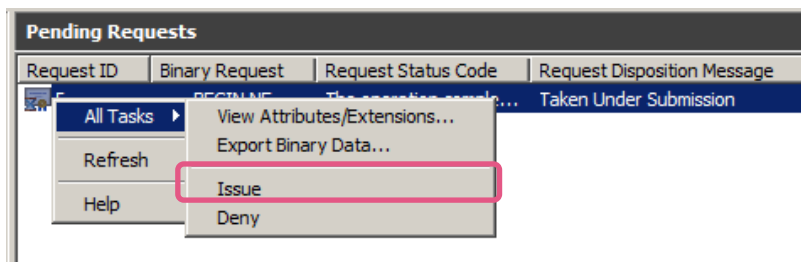 Pending Requests
Request ID Binary Request Request Status Code Request Disposition Message
Taken Under Submission
All Tasks View Attributes/Extensions...
Export Binary Data...
Refresh
Issue
Help
Deny